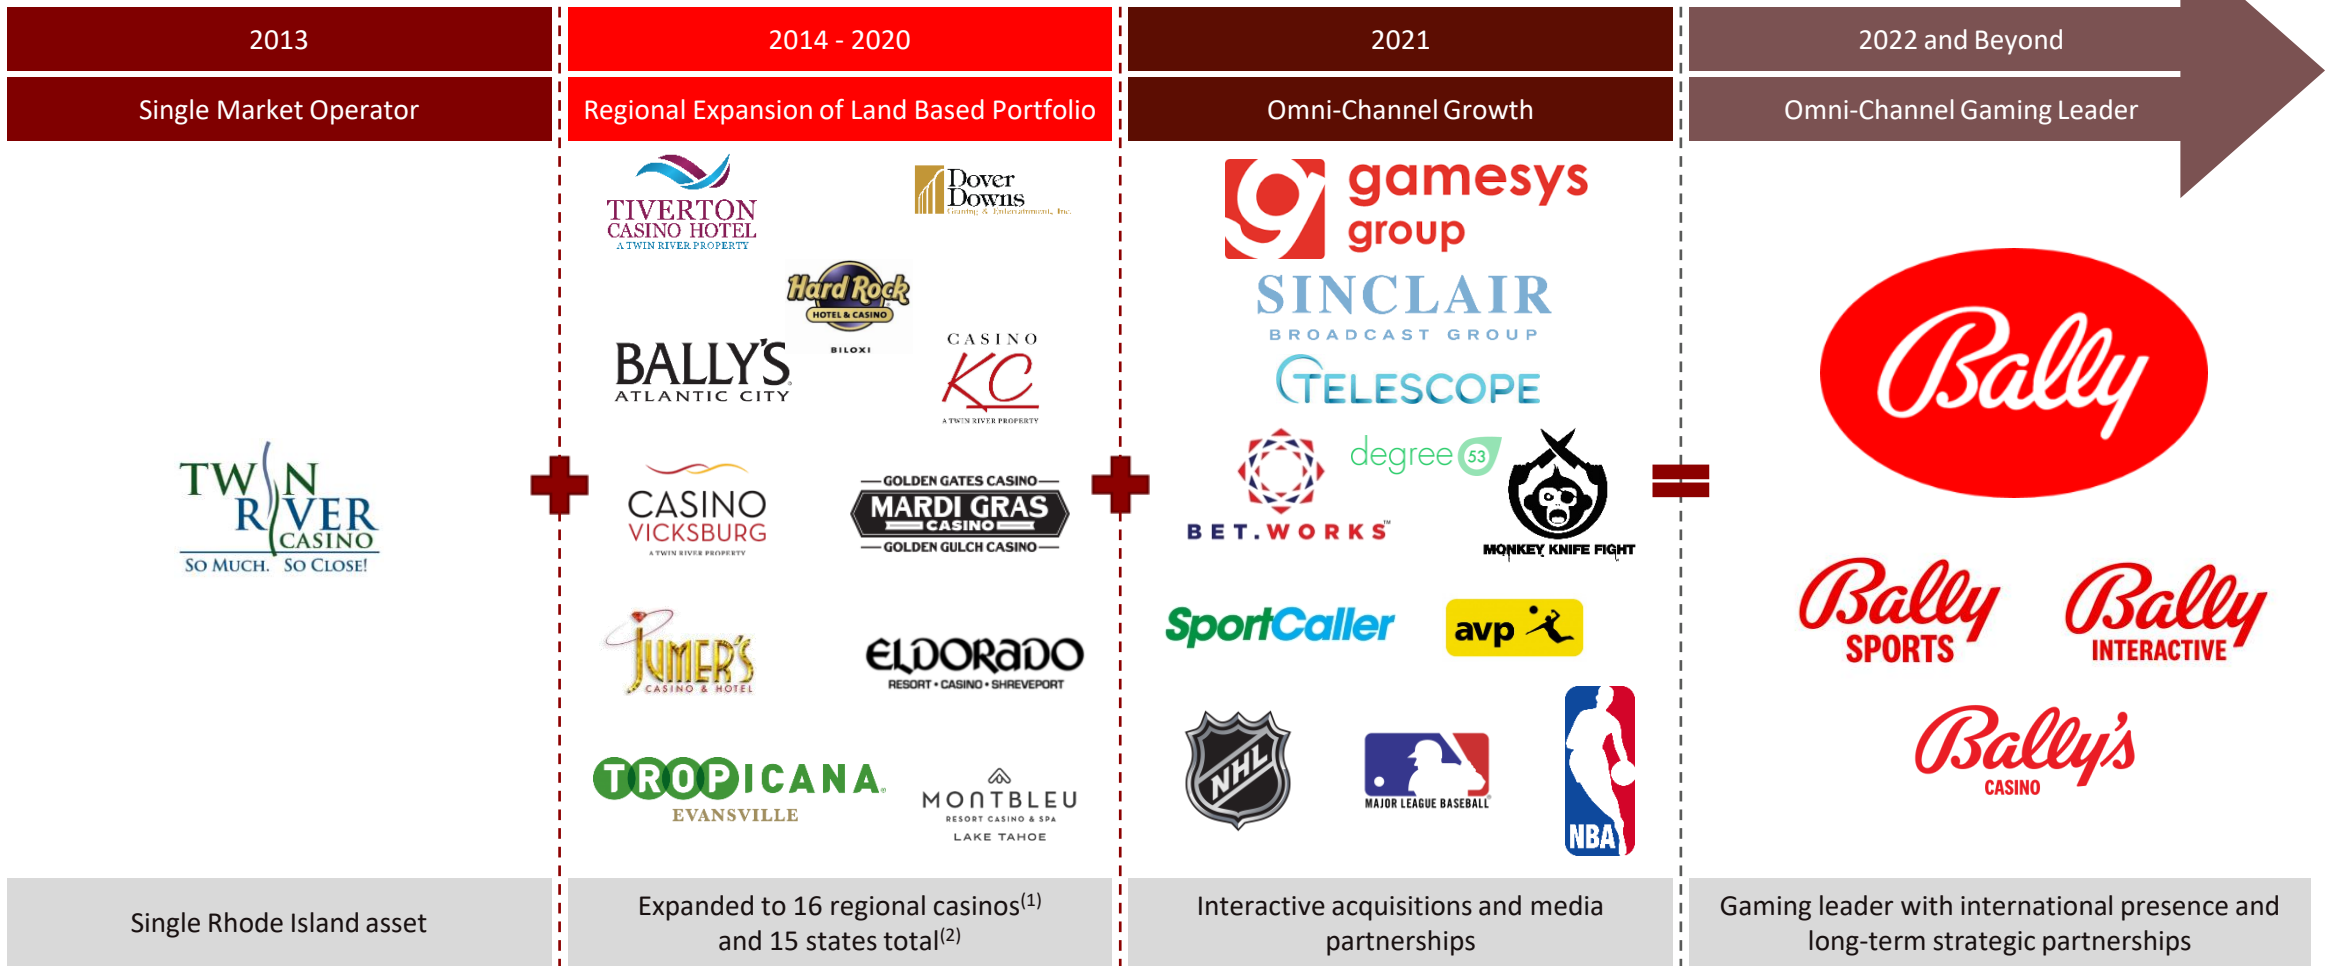 2013
2014 - 2020
2021
2022 and Beyond
Single Market Operator
Regional Expansion of Land Based Portfolio
Omni-Channel Growth
Omni-Channel Gaming Leader
TWIN
RIVER
CASINO
SO MUCH. SO CLOSE!
TIVERTON
CASINO HOTEL
A TWIN RIVER PROPERTY
Dover
Downs
Gaming & Entertainment, Inc.
Hard Rock
HOTEL & CASINO
BILOXI
BALLY'S
ATLANTIC CITY
CASINO
KC
A TWIN RIVER PROPERTY
CASINO
VICKSBURG
A TWIN RIVER PROPERTY
GOLDEN GATES CASINO
MARDI GRAS
CASINO
GOLDEN GULCH CASINO
JUMER'S
CASINO & HOTEL
ELDORADO
RESORT • CASINO • SHREVEPORT
TROPICANA
EVANSVILLE
MONTBLEU
RESORT CASINO & SPA
LAKE TAHOE
gamesys
group
SINCLAIR
BROADCAST GROUP
TELESCOPE
BET.WORKS™
degree 53
MONKEY KNIFE FIGHT
SportCaller
avp
NHL
MAJOR LEAGUE BASEBALL
NBA
Bally
Bally
SPORTS
Bally
INTERACTIVE
Bally's
CASINO
Single Rhode Island asset
Expanded to 16 regional casinos(1)
and 15 states total(2)
Interactive acquisitions and media
partnerships
Gaming leader with international presence and
long-term strategic partnerships